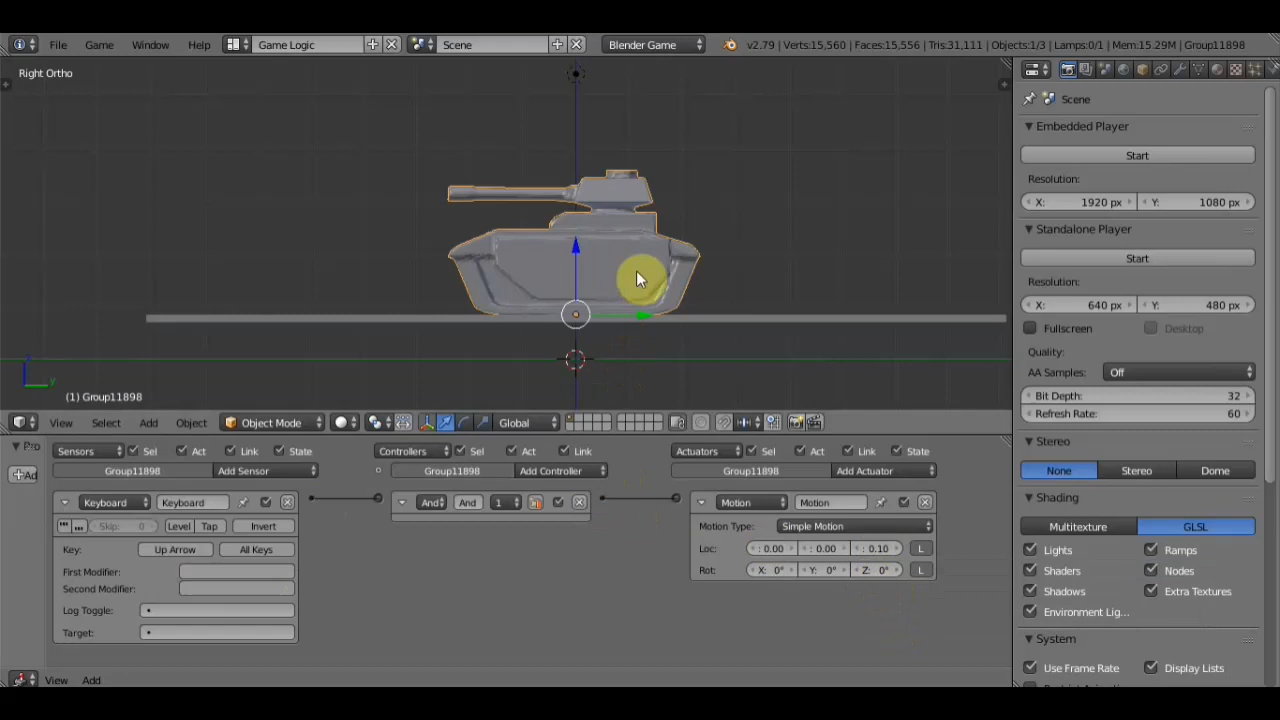 File Game Window Help Game Logic Scene Blender Game v2.79 | Verts:15,560 | Faces:15,556 | Tris:31,111 | Objects:1/3 | Lamps:0/1 | Mem:15.29M | Group11898
Right Ortho
Scene
Embedded Player
Start
Resolution:
X: 1920 px Y: 1080 px
Standalone Player
Start
Resolution:
X: 640 px Y: 480 px
Fullscreen Desktop
Quality:
AA Samples: Off
Bit Depth: 32
Refresh Rate: 60
Stereo
None Stereo Dome
Shading
Multitexture GLSL
Lights Ramps
Shaders Nodes
Shadows Extra Textures
Environment Lig...
System
Use Frame Rate Display Lists
z
y
(1) Group11898
View Select Add Object Object Mode Global
Pro
Ad
Sensors Sel Act Link State Controllers Sel Act Link Actuators Sel Act Link State
Group11898 Add Sensor Group11898 Add Controller Group11898 Add Actuator
Keyboard Keyboard And And 1 Motion Motion
Skip: 0 Level Tap Invert Motion Type: Simple Motion
Key: Up Arrow All Keys Loc: : 0.00 : 0.00 : 0.10 L
First Modifier: Rot: X: 0° Y: 0° Z: 0° L
Second Modifier:
Log Toggle:
Target:
View Add